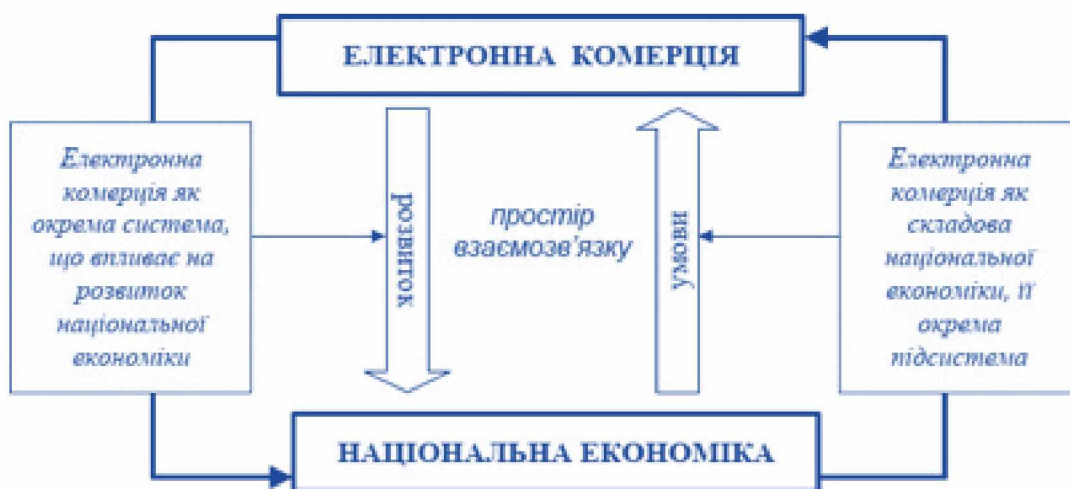 ЕЛЕКТРОННА КОМЕРЦІЯ
Електронна
комерція як
окрема система,
що впливає на
розвиток
національної
економіки
розвиток
простір
взаємозв'язку
умови
Електронна
комерція як
складова
національної
економіки, її
окрема
підсистема
НАЦІОНАЛЬНА ЕКОНОМІКА